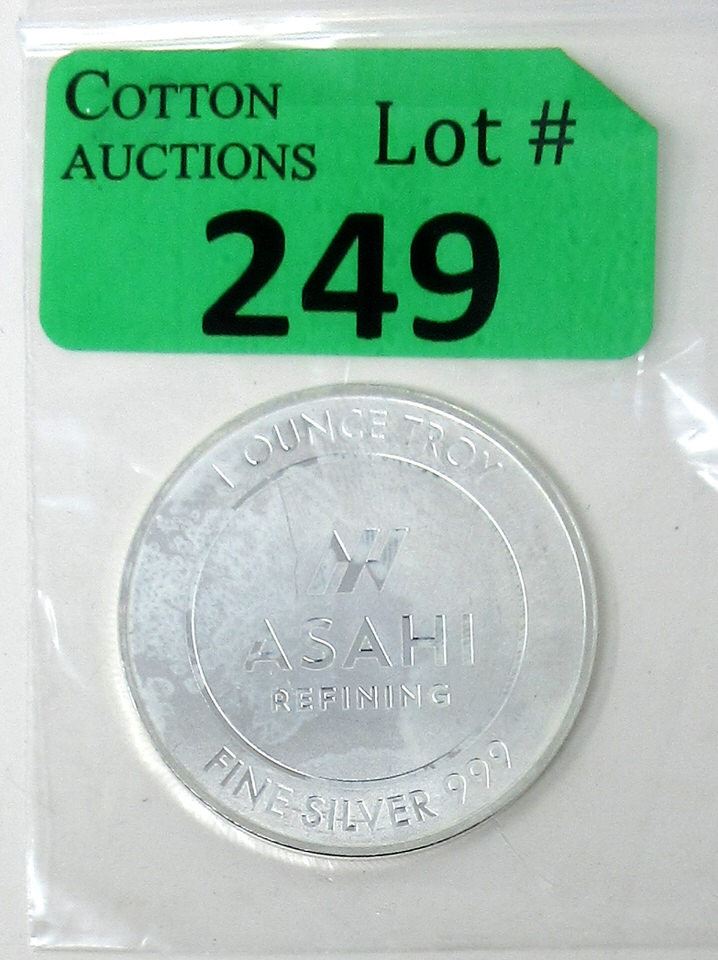 COTTON
AUCTIONS
Lot #
249
1 OUNCE TROY
ASAHI
REFINING
FINE SILVER 999